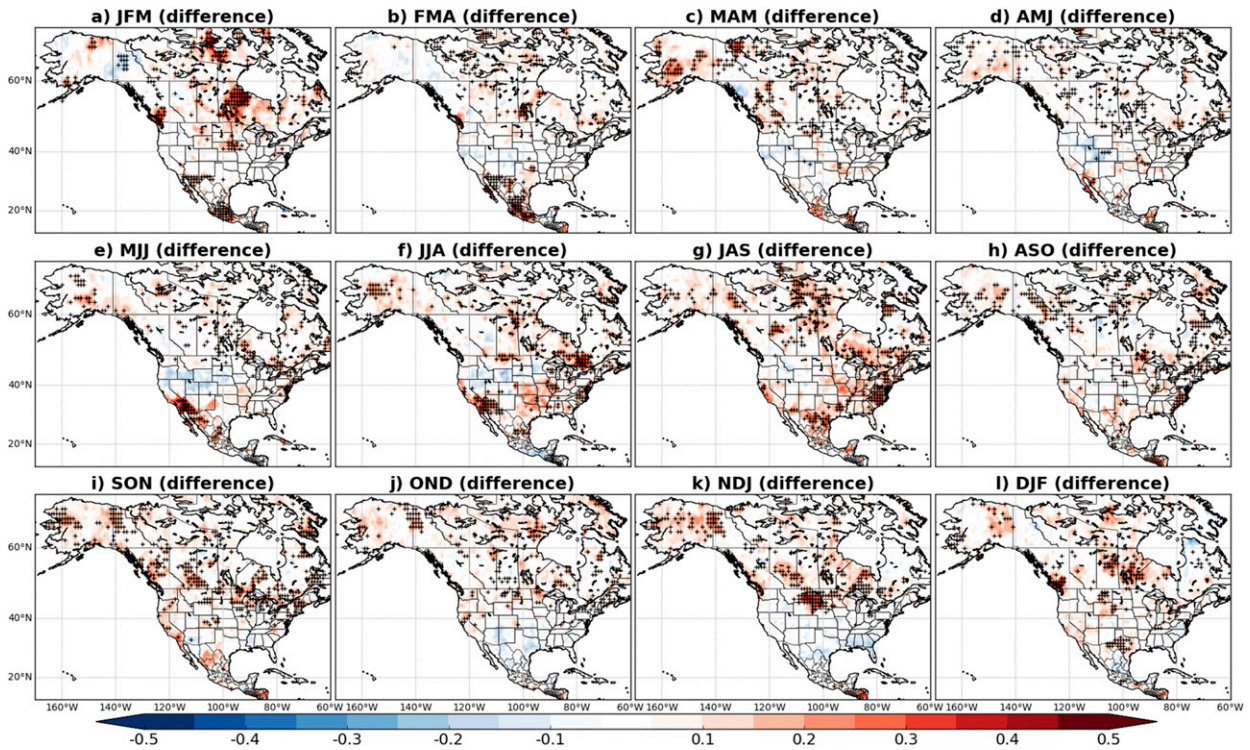 a) JFM (difference) b) FMA (difference) c) MAM (difference) d) AMJ (difference)
60°N
40°N
20°N
e) MJJ (difference) f) JJA (difference) g) JAS (difference) h) ASO (difference)
60°N
40°N
20°N
i) SON (difference) j) OND (difference) k) NDJ (difference) l) DJF (difference)
60°N
40°N
20°N
160°W 140°W 120°W 100°W 80°W 60°W 160°W 140°W 120°W 100°W 80°W 60°W 160°W 140°W 120°W 100°W 80°W 60°W 160°W 140°W 120°W 100°W 80°W 60°W
-0.5 -0.4 -0.3 -0.2 -0.1 0.1 0.2 0.3 0.4 0.5